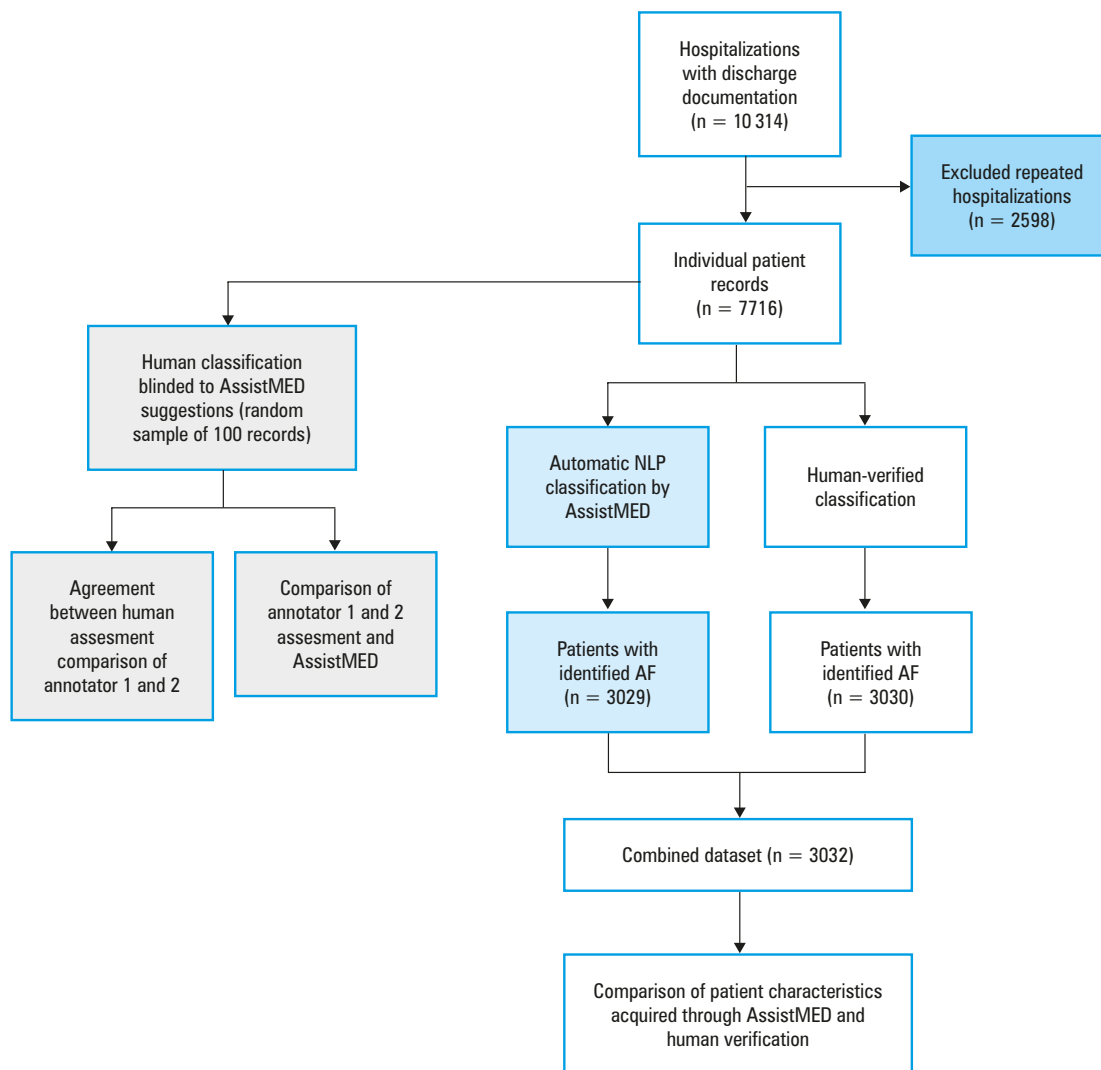 Hospitalizations
with discharge
documentation
(n = 10 314)
Excluded repeated
hospitalizations
(n = 2598)
Individual patient
records
(n = 7716)
Human classification
blinded to AssistMED
suggestions (random
sample of 100 records)
Automatic NLP
classification by
AssistMED
Human-verified
classification
Agreement
between human
assesment
comparison of
annotator 1 and 2
Comparison of
annotator 1 and 2
assesment and
AssistMED
Patients with
identified AF
(n = 3029)
Patients with
identified AF
(n = 3030)
Combined dataset (n = 3032)
Comparison of patient characteristics
acquired through AssistMED and
human verification